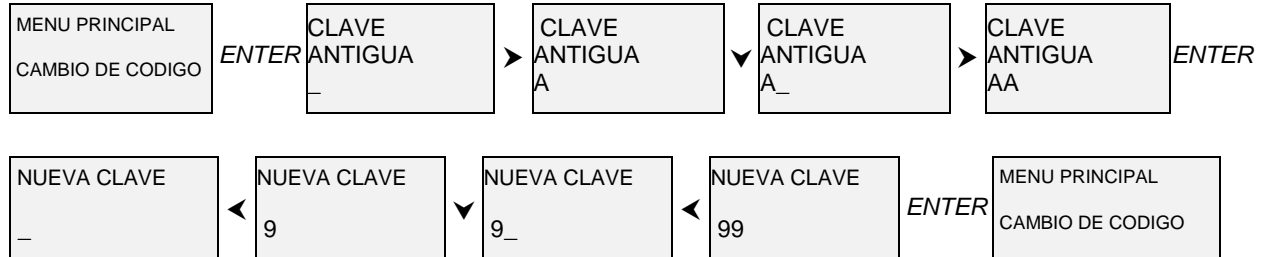 MENU PRINCIPAL
CAMBIO DE CODIGO
ENTER
CLAVE
ANTIGUA
_
CLAVE
ANTIGUA
A
CLAVE
ANTIGUA
A_
CLAVE
ANTIGUA
AA
ENTER
NUEVA CLAVE
_
NUEVA CLAVE
9
NUEVA CLAVE
9_
NUEVA CLAVE
99
ENTER
MENU PRINCIPAL
CAMBIO DE CODIGO